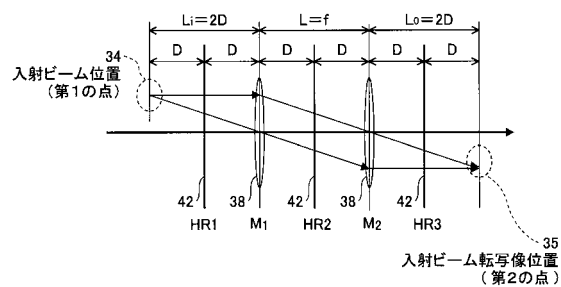 Li=2D L=f Lo=2D
D D D D D D
34
入射ビーム位置
(第1の点)
42 38 42 38 42
HR1 M1 HR2 M2 HR3
35
入射ビーム転写像位置
(第2の点)